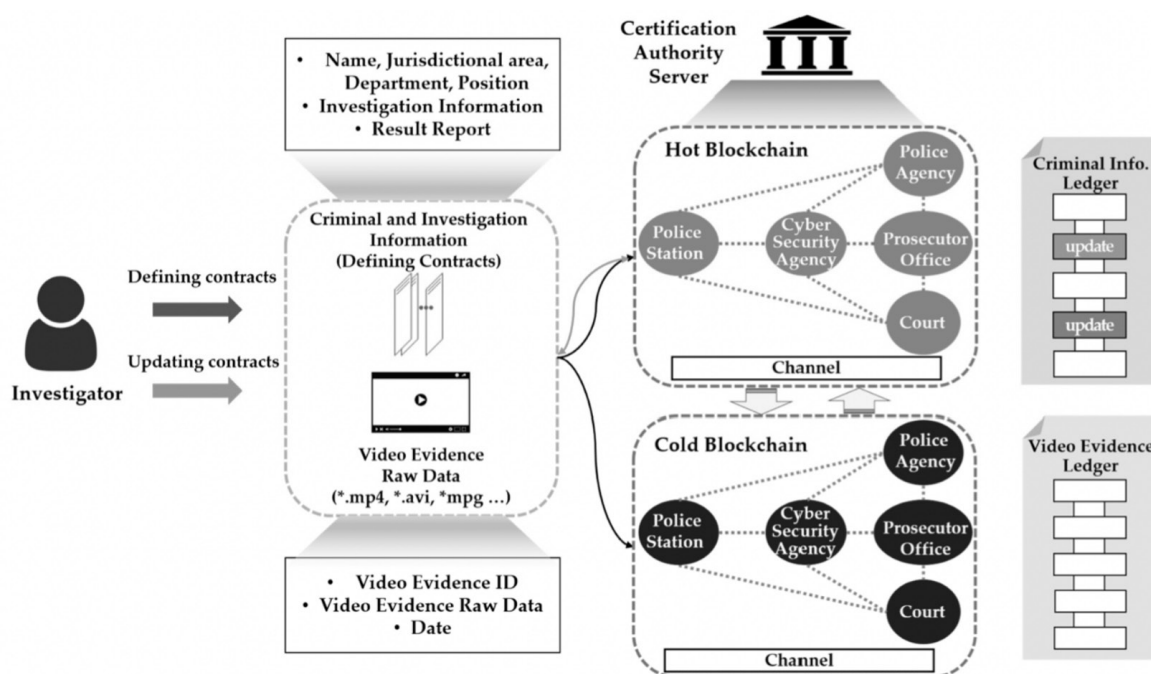 • Name, Jurisdictional area,
Department, Position
• Investigation Information
• Result Report
Criminal and Investigation
Information
(Defining Contracts)
Video Evidence
Raw Data
(*.mp4, *.avi, *mpg ...)
• Video Evidence ID
• Video Evidence Raw Data
• Date
Defining contracts
Updating contracts
Investigator
Certification
Authority
Server
Hot Blockchain
Police
Agency
Police
Station
Cyber
Security
Agency
Prosecutor
Office
Court
Channel
Cold Blockchain
Police
Agency
Police
Station
Cyber
Security
Agency
Prosecutor
Office
Court
Channel
Criminal Info.
Ledger
update
update
Video Evidence
Ledger